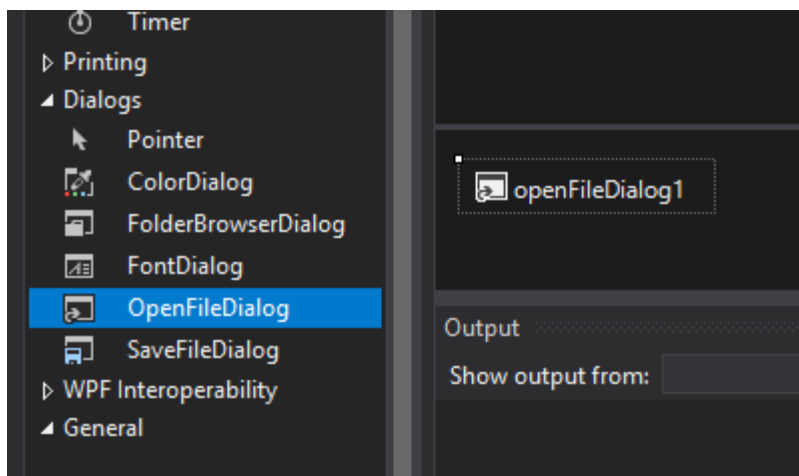 Timer
Printing
Dialogs
Pointer
ColorDialog
FolderBrowserDialog
FontDialog
OpenFileDialog
SaveFileDialog
WPF Interoperability
General
openFileDialog1
Output
Show output from: